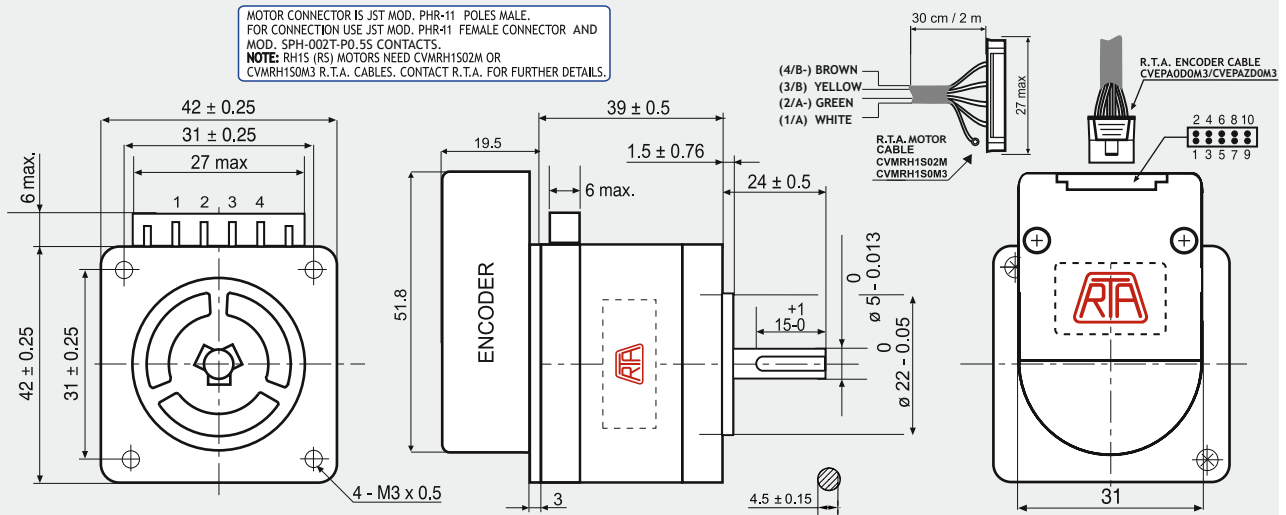 MOTOR CONNECTOR IS JST MOD. PHR-11 POLES MALE.
FOR CONNECTION USE JST MOD. PHR-11 FEMALE CONNECTOR AND
MOD. SPH-002T-P0.5S CONTACTS.
NOTE: RH1S (RS) MOTORS NEED CVMRH1S02M OR
CVMRH1S0M3 R.T.A. CABLES. CONTACT R.T.A. FOR FURTHER DETAILS.
42 ± 0.25
31 ± 0.25
27 max
6 max.
1 2 3 4
42 ± 0.25
31 ± 0.25
4 - M3 x 0.5
39 ± 0.5
19.5
1.5 ± 0.76
6 max.
24 ± 0.5
51.8
ENCODER
RTA
+1
15-0
0
ø 5 - 0.013
0
ø 22 - 0.05
3
4.5 ± 0.15
30 cm / 2 m
(4/B-) BROWN
(3/B) YELLOW
(2/A-) GREEN
(1/A) WHITE
27 max
R.T.A. MOTOR
CABLE
CVMRH1S02M
CVMRH1S0M3
R.T.A. ENCODER CABLE
CVEPA0D0M3/CVEPAZD0M3
2 4 6 8 10
1 3 5 7 9
RTA
31